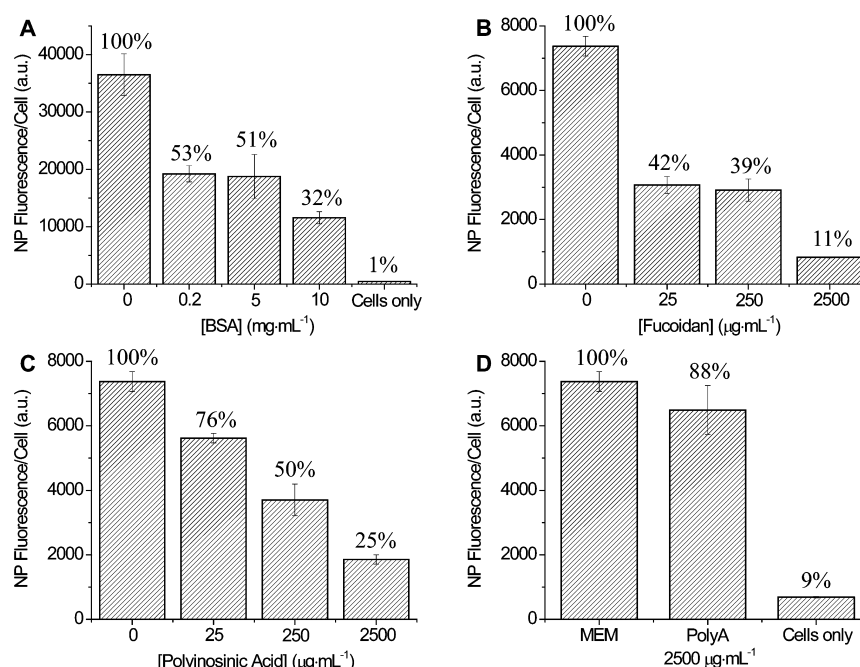 A
NP Fluorescence/Cell (a.u.)
40000
30000
20000
10000
0
100%
53%
51%
32%
1%
0 0.2 5 10 Cells only
[BSA] (mg·mL⁻¹)
B
NP Fluorescence/Cell (a.u.)
8000
6000
4000
2000
0
100%
42%
39%
11%
0 25 250 2500
[Fucoidan] (μg·mL⁻¹)
C
NP Fluorescence/Cell (a.u.)
8000
6000
4000
2000
0
100%
76%
50%
25%
0 25 250 2500
[Polyinosinic Acid] (μg·mL⁻¹)
D
NP Fluorescence/Cell (a.u.)
8000
6000
4000
2000
0
100%
88%
9%
MEM PolyA Cells only
2500 μg·mL⁻¹